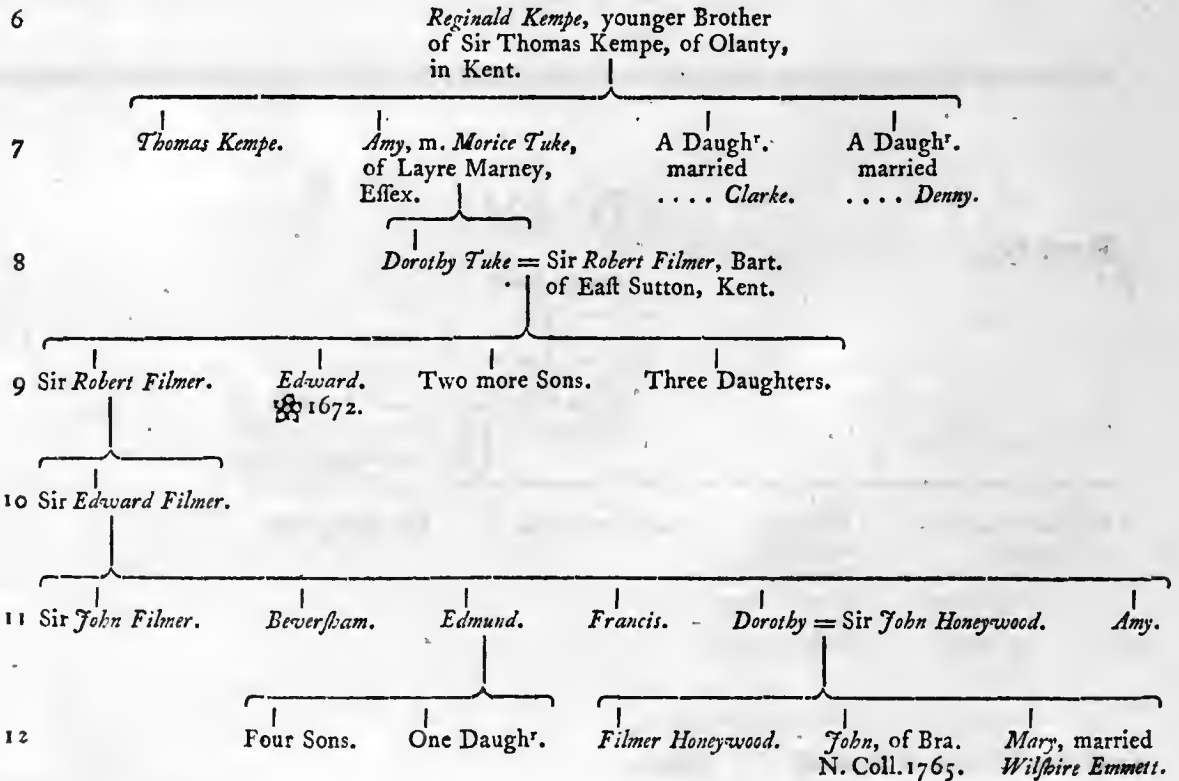 6 Reginald Kempe, younger Brother
of Sir Thomas Kempe, of Olanty,
in Kent.
7 Thomas Kempe. Amy, m. Morice Tuke, A Daughʳ. A Daughʳ.
of Layre Marney, married married
Eſſex. .... Clarke. .... Denny.
8 Dorothy Tuke = Sir Robert Filmer, Bart.
of Eaſt Sutton, Kent.
9 Sir Robert Filmer. Edward. Two more Sons. Three Daughters.
1672.
10 Sir Edward Filmer.
11 Sir John Filmer. Beverſham. Edmund. Francis. Dorothy = Sir John Honeywood. Amy.
12 Four Sons. One Daughʳ. Filmer Honeywood. John, of Bra. Mary, married
N. Coll. 1765. Wilſhire Emmett.